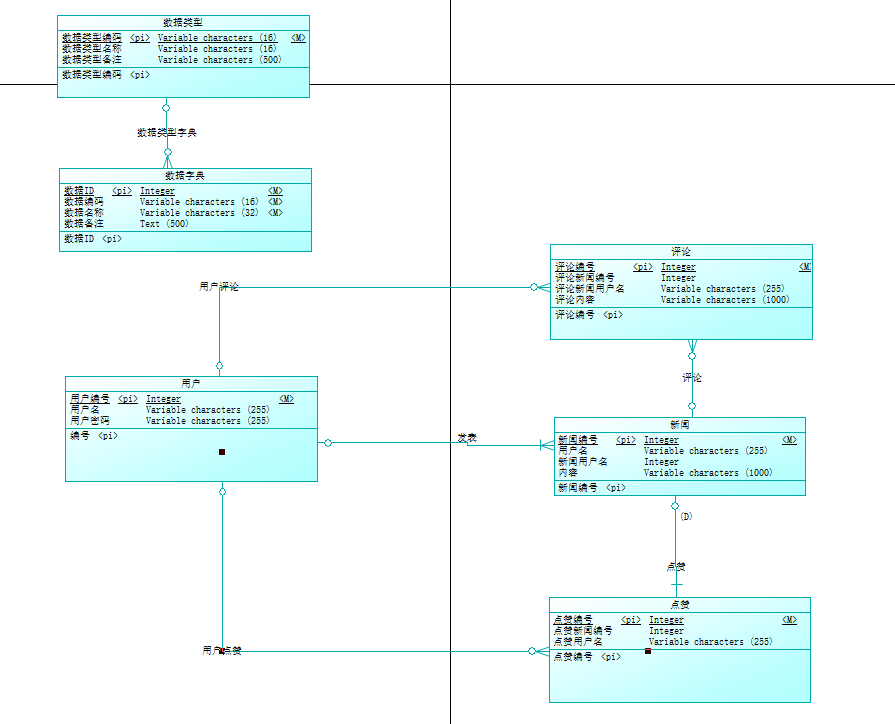 数据类型
数据类型编码 <pi> Variable characters (16) <M>
数据类型名称 Variable characters (16)
数据类型备注 Variable characters (500)
数据类型编码 <pi>
数据类型字典
数据字典
数据ID <pi> Integer <M>
数据编码 Variable characters (16) <M>
数据名称 Variable characters (32) <M>
数据备注 Text (500)
数据ID <pi>
用户评论
评论
评论编号 <pi> Integer <M>
评论新闻编号 Integer
评论新闻用户名 Variable characters (255)
评论内容 Variable characters (1000)
评论编号 <pi>
评论
用户
用户编号 <pi> Integer <M>
用户名 Variable characters (255)
用户密码 Variable characters (255)
编号 <pi>
发表
新闻
新闻编号 <pi> Integer <M>
用户名 Variable characters (255)
新闻用户名 Integer
内容 Variable characters (1000)
新闻编号 <pi>
(D)
点赞
用户点赞
点赞
点赞编号 <pi> Integer <M>
点赞新闻编号 Integer
点赞用户名 Variable characters (255)
点赞编号 <pi>